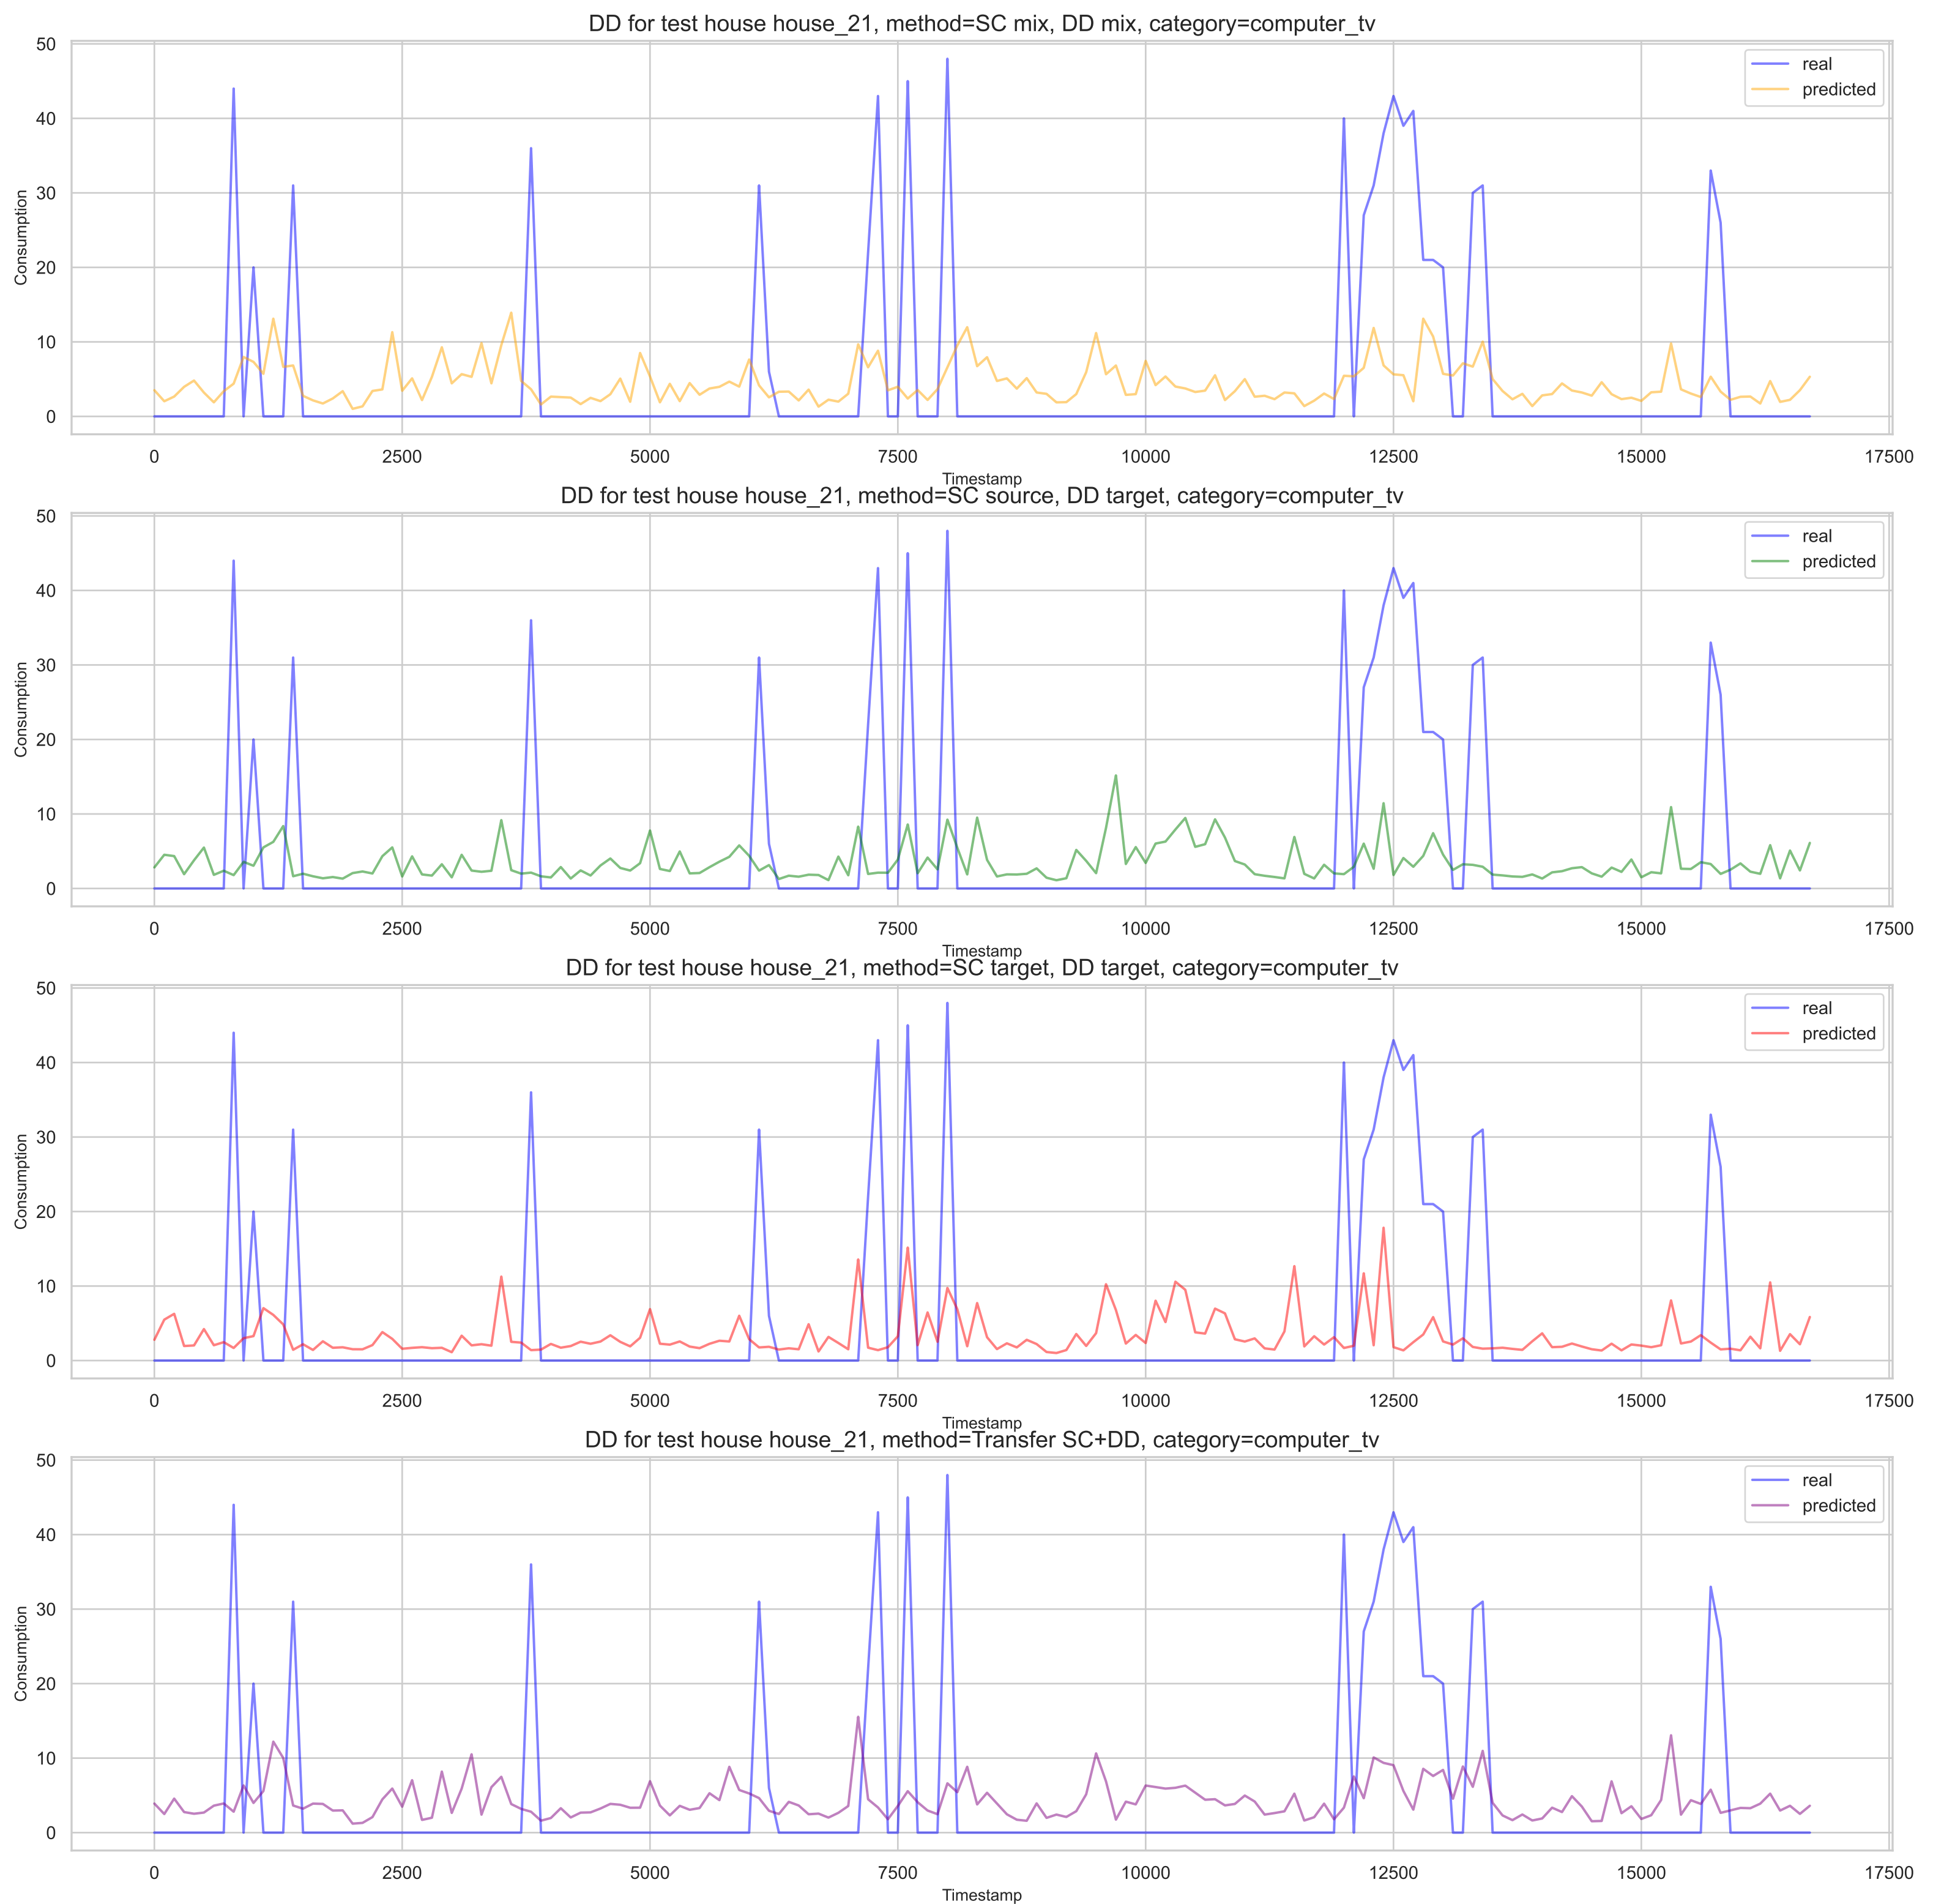 DD for test house house_21, method=SC mix, DD mix, category=computer_tv
50
40
30
20
10
0
Consumption
real
predicted
0 2500 5000 7500 10000 12500 15000 17500
Timestamp
DD for test house house_21, method=SC source, DD target, category=computer_tv
50
40
30
20
10
0
Consumption
real
predicted
0 2500 5000 7500 10000 12500 15000 17500
Timestamp
DD for test house house_21, method=SC target, DD target, category=computer_tv
50
40
30
20
10
0
Consumption
real
predicted
0 2500 5000 7500 10000 12500 15000 17500
Timestamp
DD for test house house_21, method=Transfer SC+DD, category=computer_tv
50
40
30
20
10
0
Consumption
real
predicted
0 2500 5000 7500 10000 12500 15000 17500
Timestamp